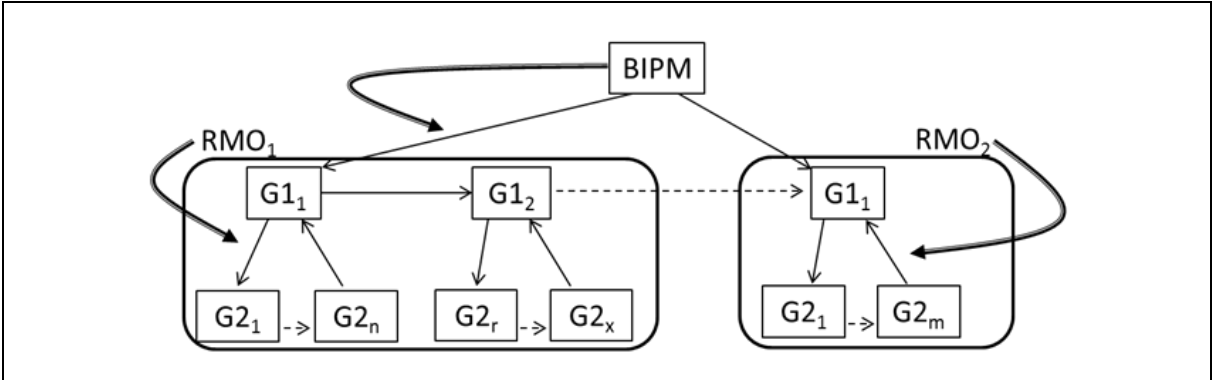 BIPM
RMO₁
RMO₂
G1₁
G1₂
G1₁
G2₁
G2ₙ
G2ᵣ
G2ₓ
G2₁
G2ₘ